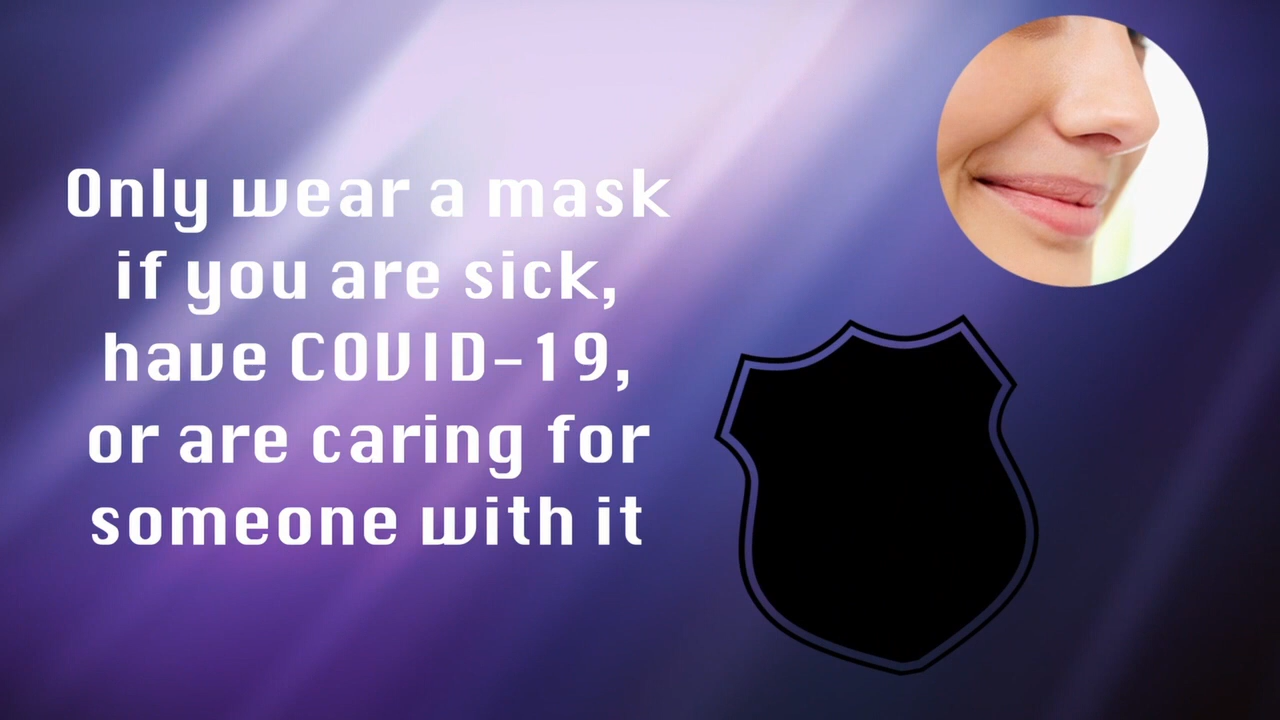 Only wear a mask
if you are sick,
have COVID-19,
or are caring for
someone with it